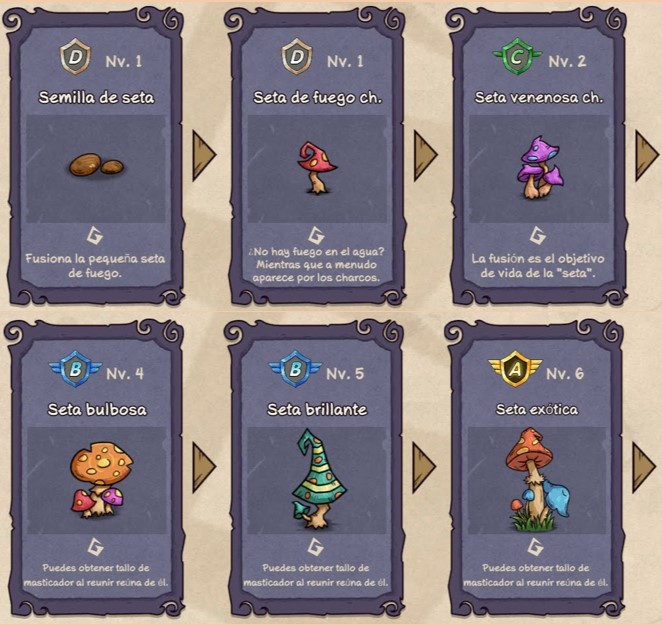 D Nv. 1
Semilla de seta
Fusiona la pequeña seta
de fuego.
D Nv. 1
Seta de fuego ch.
¿No hay fuego en el agua?
Mientras que a menudo
aparece por los charcos.
C Nv. 2
Seta venenosa ch.
La fusión es el objetivo
de vida de la "seta".
B Nv. 4
Seta bulbosa
Puedes obtener tallo de
masticador al reunir reúna de él.
B Nv. 5
Seta brillante
Puedes obtener tallo de
masticador al reunir reúna de él.
A Nv. 6
Seta exótica
Puedes obtener tallo de
masticador al reunir reúna de él.